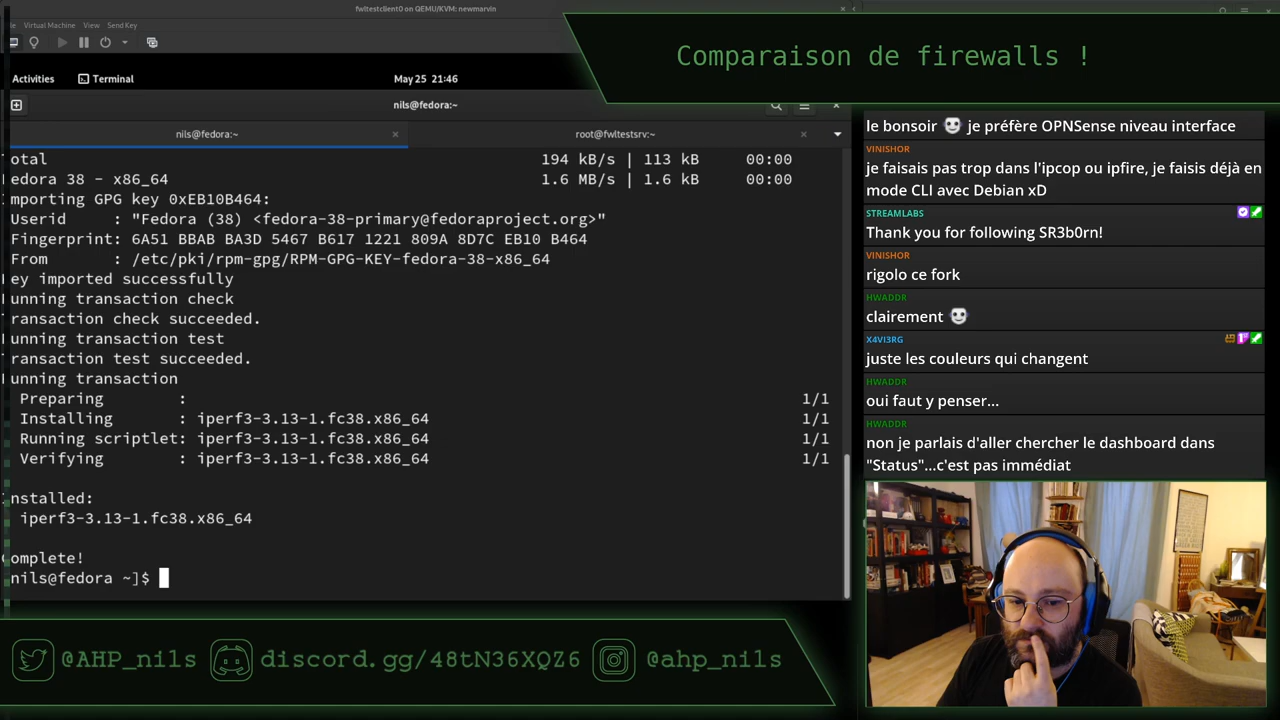 fwltestclient0 on QEMU/KVM: newmarvin
Virtual Machine View Send Key
Comparaison de firewalls !
Activities Terminal May 25 21:46
nils@fedora:~
nils@fedora:~ root@fwltestsrv:~
otal 194 kB/s | 113 kB 00:00
edora 38 - x86_64 1.6 MB/s | 1.6 kB 00:00
mporting GPG key 0xEB10B464:
Userid : "Fedora (38) <fedora-38-primary@fedoraproject.org>"
Fingerprint: 6A51 BBAB BA3D 5467 B617 1221 809A 8D7C EB10 B464
From : /etc/pki/rpm-gpg/RPM-GPG-KEY-fedora-38-x86_64
ey imported successfully
unning transaction check
ransaction check succeeded.
unning transaction test
ransaction test succeeded.
unning transaction
Preparing : 1/1
Installing : iperf3-3.13-1.fc38.x86_64 1/1
Running scriptlet: iperf3-3.13-1.fc38.x86_64 1/1
Verifying : iperf3-3.13-1.fc38.x86_64 1/1
nstalled:
iperf3-3.13-1.fc38.x86_64
omplete!
nils@fedora ~]$
le bonsoir je préfère OPNSense niveau interface
VINISHOR
je faisais pas trop dans l'ipcop ou ipfire, je faisis déjà en
mode CLI avec Debian xD
STREAMLABS
Thank you for following SR3b0rn!
VINISHOR
rigolo ce fork
HWADDR
clairement
X4VI3RG
juste les couleurs qui changent
HWADDR
oui faut y penser...
HWADDR
non je parlais d'aller chercher le dashboard dans
"Status"...c'est pas immédiat
@AHP_nils discord.gg/48tN36XQZ6 @ahp_nils